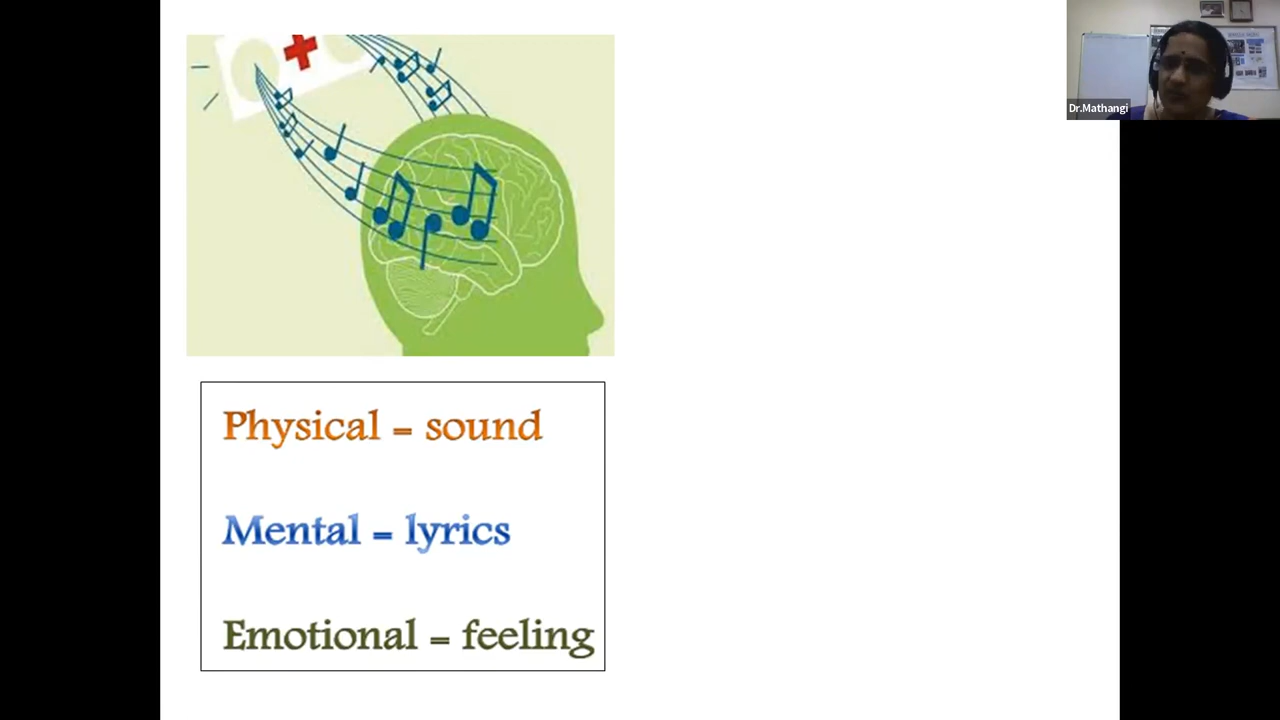 Dr.Mathangi
Physical = sound
Mental = lyrics
Emotional = feeling